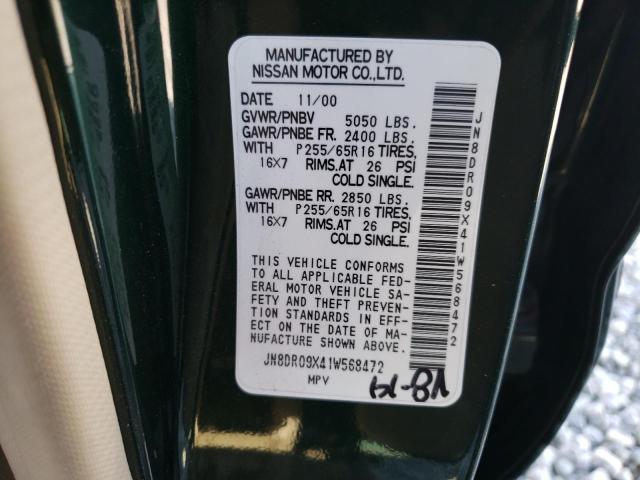 MANUFACTURED BY
NISSAN MOTOR CO.,LTD.
DATE 11/00
GVWR/PNBV 5050 LBS.
GAWR/PNBE FR. 2400 LBS.
WITH P255/65R16 TIRES,
16X7 RIMS.AT 26 PSI
COLD SINGLE.
GAWR/PNBE RR. 2850 LBS.
WITH P255/65R16 TIRES,
16X7 RIMS.AT 26 PSI
COLD SINGLE.
THIS VEHICLE CONFORMS
TO ALL APPLICABLE FED-
ERAL MOTOR VEHICLE SA-
FETY AND THEFT PREVEN-
TION STANDARDS IN EFF-
ECT ON THE DATE OF MA-
NUFACTURE SHOWN ABOVE.
JN8DR09X41W568472
MPV
JN8DR09X41W568472